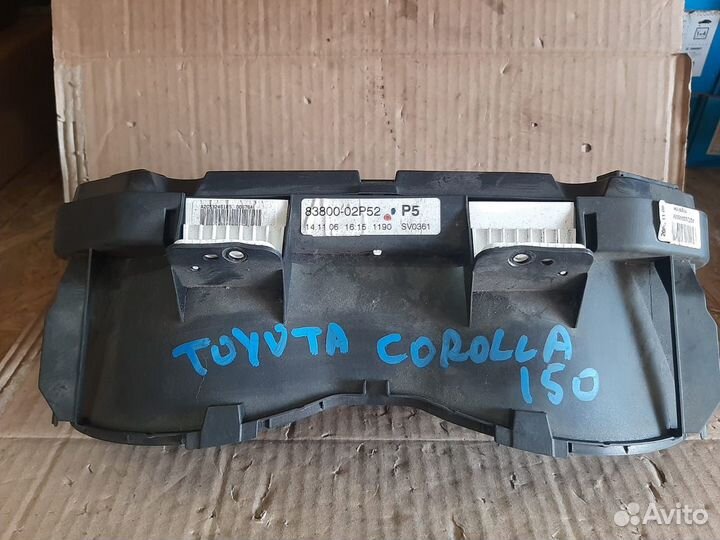 83800-02P52 P5
14.11.06 16:15 1190 SV0361
TOYOTA COROLLA
150
Avito